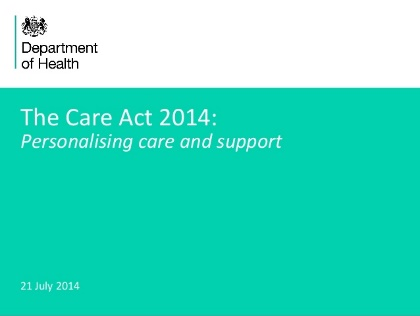 Department
of Health
The Care Act 2014:
Personalising care and support
21 July 2014